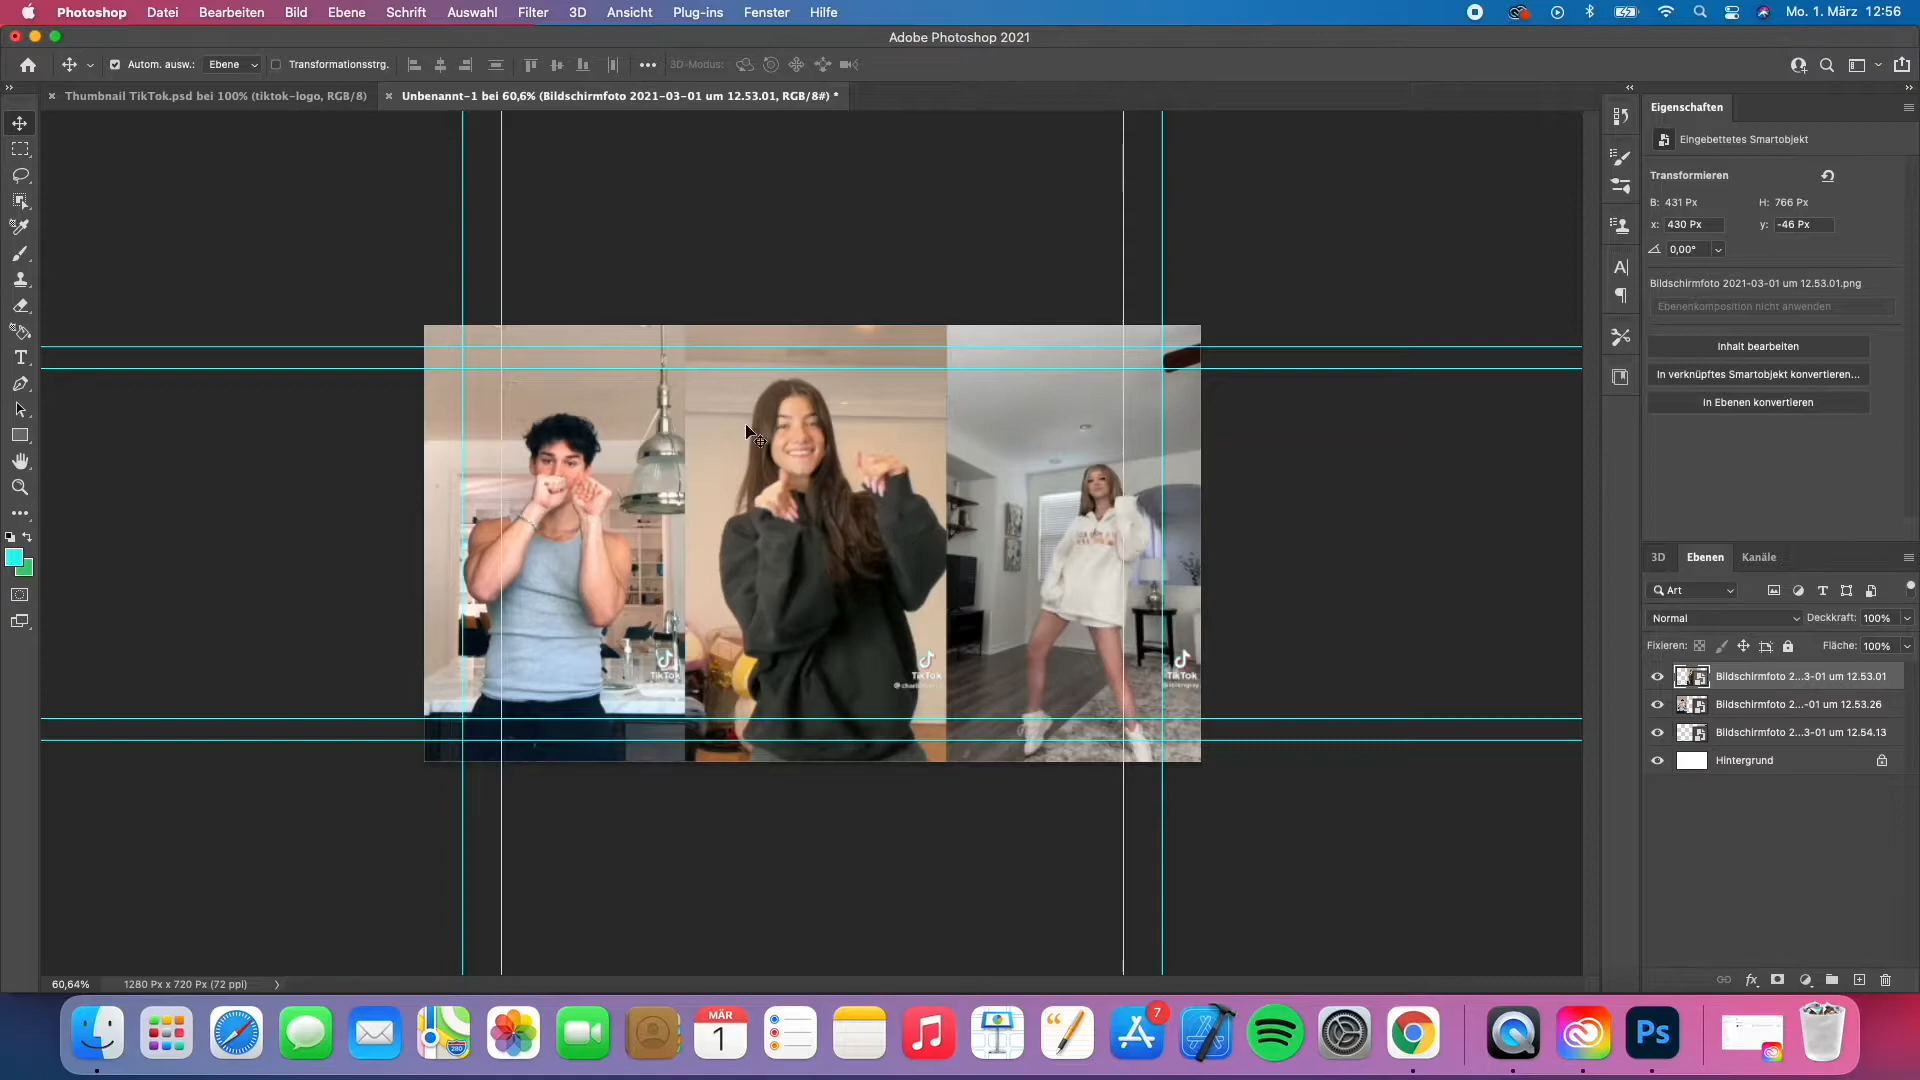 Photoshop Datei Bearbeiten Bild Ebene Schrift Auswahl Filter 3D Ansicht Plug-ins Fenster Hilfe Mo. 1. März 12:56
Adobe Photoshop 2021
Autom. ausw.: Ebene Transformationsstrg. 3D-Modus:
Thumbnail TikTok.psd bei 100% (tiktok-logo, RGB/8) Unbenannt-1 bei 60,6% (Bildschirmfoto 2021-03-01 um 12.53.01, RGB/8#) *
Eigenschaften
Eingebettetes Smartobjekt
Transformieren
B: 431 Px H: 766 Px
x: 430 Px y: -46 Px
0,00°
Bildschirmfoto 2021-03-01 um 12.53.01.png
Ebenenkomposition nicht anwenden
Inhalt bearbeiten
In verknüpftes Smartobjekt konvertieren...
In Ebenen konvertieren
TikTok
TikTok
TikTok
3D Ebenen Kanäle
Art
Normal Deckkraft: 100%
Fixieren: Fläche: 100%
Bildschirmfoto 2...3-01 um 12.53.01
Bildschirmfoto 2...-01 um 12.53.26
Bildschirmfoto 2...3-01 um 12.54.13
Hintergrund
fx
60,64% 1280 Px x 720 Px (72 ppi)
MÄR
1
280
7
Ps